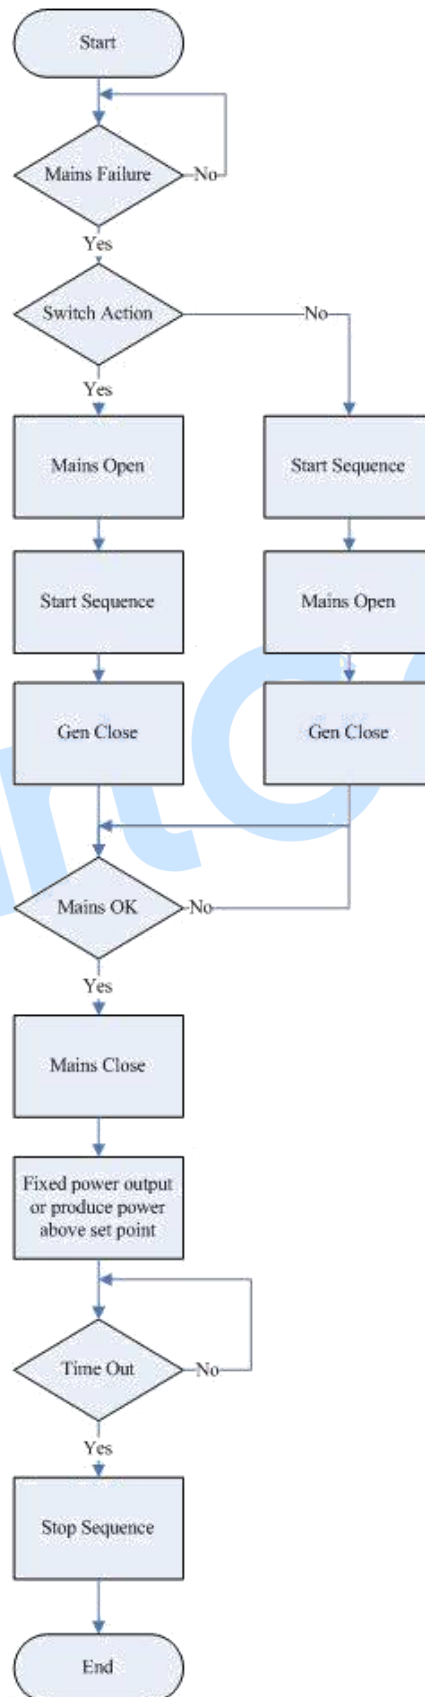 Start
Mains Failure
No
Yes
Switch Action
No
Yes
Mains Open
Start Sequence
Start Sequence
Mains Open
Gen Close
Gen Close
Mains OK
No
Yes
Mains Close
Fixed power output
or produce power
above set point
Time Out
No
Yes
Stop Sequence
End